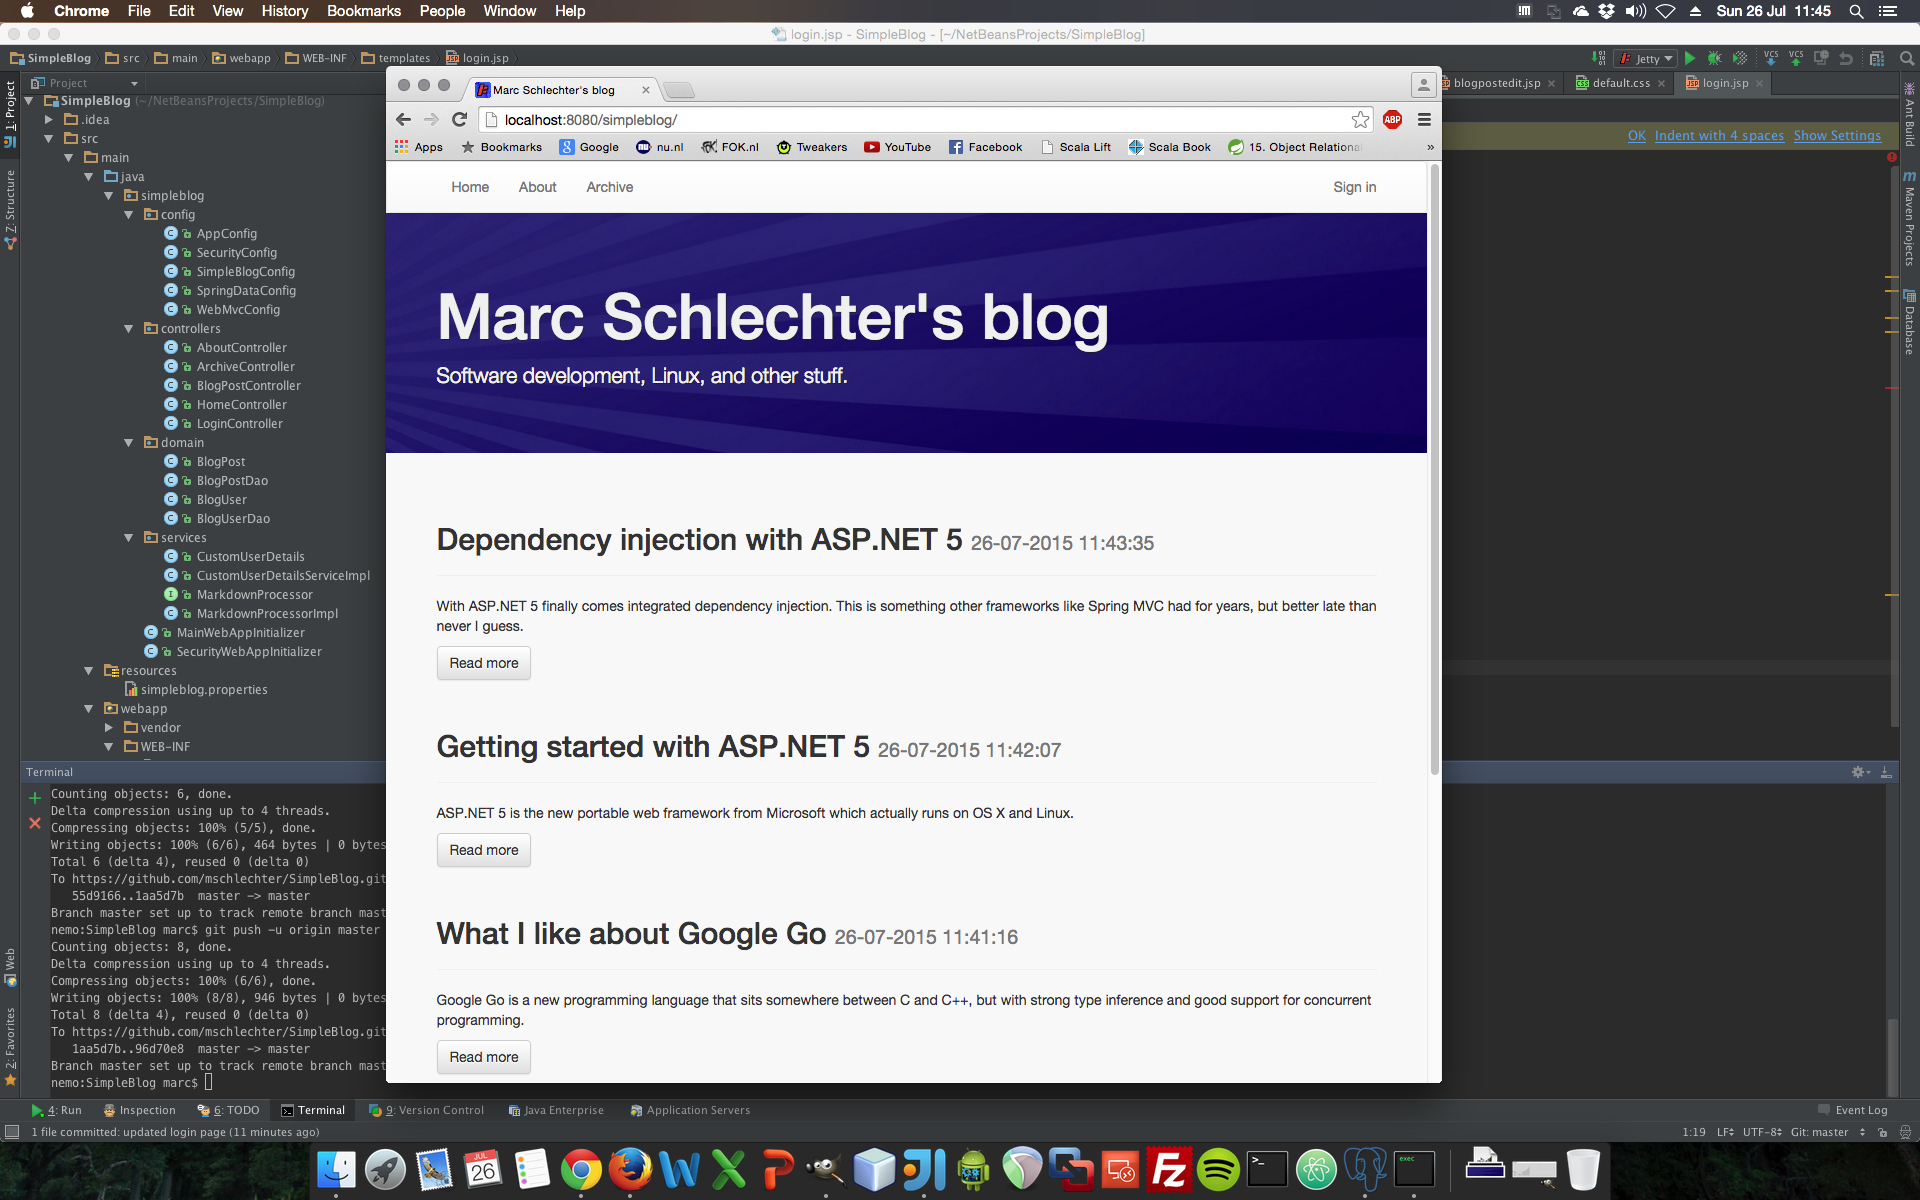 Chrome File Edit View History Bookmarks People Window Help
Sun 26 Jul 11:45
login.jsp - SimpleBlog - [~/NetBeansProjects/SimpleBlog]
SimpleBlog src main webapp WEB-INF templates login.jsp
Jetty
VCS VCS
Project
blogpostedit.jsp default.css login.jsp
OK Indent with 4 spaces Show Settings
1: Project
Z: Structure
Web
2: Favorites
Ant Build
Maven Projects
Database
SimpleBlog (~/NetBeansProjects/SimpleBlog)
.idea
src
main
java
simpleblog
config
AppConfig
SecurityConfig
SimpleBlogConfig
SpringDataConfig
WebMvcConfig
controllers
AboutController
ArchiveController
BlogPostController
HomeController
LoginController
domain
BlogPost
BlogPostDao
BlogUser
BlogUserDao
services
CustomUserDetails
CustomUserDetailsServiceImpl
MarkdownProcessor
MarkdownProcessorImpl
MainWebAppInitializer
SecurityWebAppInitializer
resources
simpleblog.properties
webapp
vendor
WEB-INF
Marc Schlechter's blog
localhost:8080/simpleblog/
ABP
Apps Bookmarks Google nu.nl FOK.nl Tweakers YouTube Facebook Scala Lift Scala Book 15. Object Relational »
Home About Archive Sign in
Marc Schlechter's blog
Software development, Linux, and other stuff.
Dependency injection with ASP.NET 5 26-07-2015 11:43:35
With ASP.NET 5 finally comes integrated dependency injection. This is something other frameworks like Spring MVC had for years, but better late than
never I guess.
Read more
Getting started with ASP.NET 5 26-07-2015 11:42:07
ASP.NET 5 is the new portable web framework from Microsoft which actually runs on OS X and Linux.
Read more
What I like about Google Go 26-07-2015 11:41:16
Google Go is a new programming language that sits somewhere between C and C++, but with strong type inference and good support for concurrent
programming.
Read more
Terminal
Counting objects: 6, done.
Delta compression using up to 4 threads.
Compressing objects: 100% (5/5), done.
Writing objects: 100% (6/6), 464 bytes | 0 bytes
Total 6 (delta 4), reused 0 (delta 0)
To https://github.com/mschlechter/SimpleBlog.git
55d9166..1aa5d7b master -> master
Branch master set up to track remote branch mast
nemo:SimpleBlog marc$ git push -u origin master
Counting objects: 8, done.
Delta compression using up to 4 threads.
Compressing objects: 100% (6/6), done.
Writing objects: 100% (8/8), 946 bytes | 0 bytes
Total 8 (delta 4), reused 0 (delta 0)
To https://github.com/mschlechter/SimpleBlog.git
1aa5d7b..96d70e8 master -> master
Branch master set up to track remote branch mast
nemo:SimpleBlog marc$
4: Run Inspection 6: TODO Terminal 9: Version Control Java Enterprise Application Servers Event Log
1 file committed: updated login page (11 minutes ago) 1:19 LF UTF-8 Git: master
JUL
26
exec